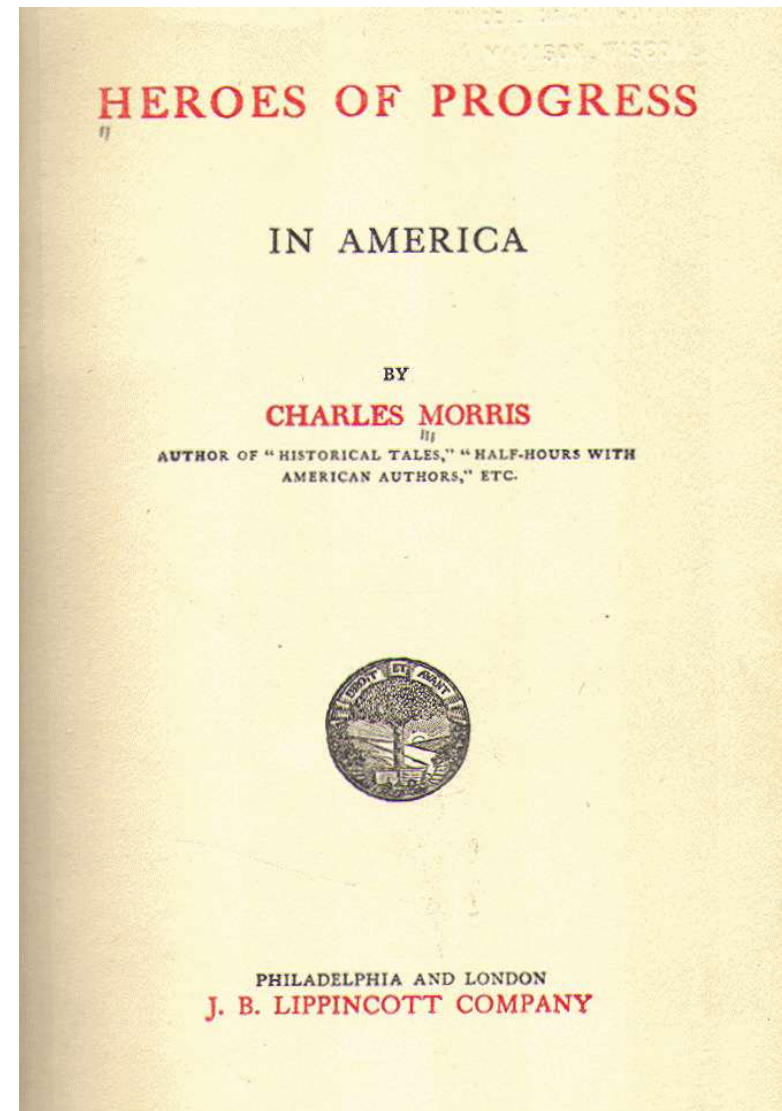 HEROES OF PROGRESS
IN AMERICA
BY
CHARLES MORRIS
AUTHOR OF “HISTORICAL TALES,” “HALF-HOURS WITH
AMERICAN AUTHORS,” ETC.
DROIT ET AVANT
PHILADELPHIA AND LONDON
J. B. LIPPINCOTT COMPANY